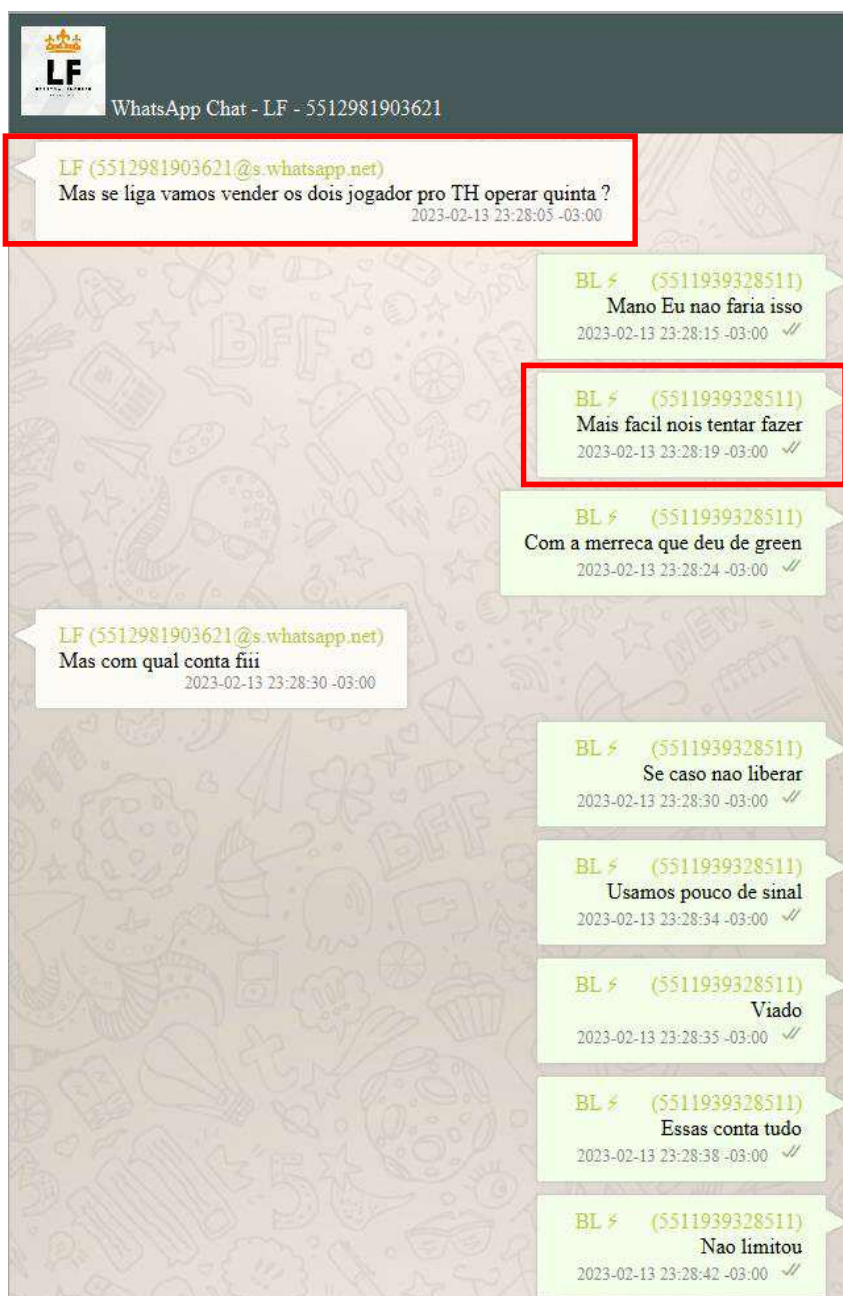 LF
WhatsApp Chat - LF - 5512981903621
LF (5512981903621@s.whatsapp.net)
Mas se liga vamos vender os dois jogador pro TH operar quinta ?
2023-02-13 23:28:05 -03:00
BL ⚡ (5511939328511)
Mano Eu nao faria isso
2023-02-13 23:28:15 -03:00
BL ⚡ (5511939328511)
Mais facil nois tentar fazer
2023-02-13 23:28:19 -03:00
BL ⚡ (5511939328511)
Com a merreca que deu de green
2023-02-13 23:28:24 -03:00
LF (5512981903621@s.whatsapp.net)
Mas com qual conta fiii
2023-02-13 23:28:30 -03:00
BL ⚡ (5511939328511)
Se caso nao liberar
2023-02-13 23:28:30 -03:00
BL ⚡ (5511939328511)
Usamos pouco de sinal
2023-02-13 23:28:34 -03:00
BL ⚡ (5511939328511)
Viado
2023-02-13 23:28:35 -03:00
BL ⚡ (5511939328511)
Essas conta tudo
2023-02-13 23:28:38 -03:00
BL ⚡ (5511939328511)
Nao limitou
2023-02-13 23:28:42 -03:00